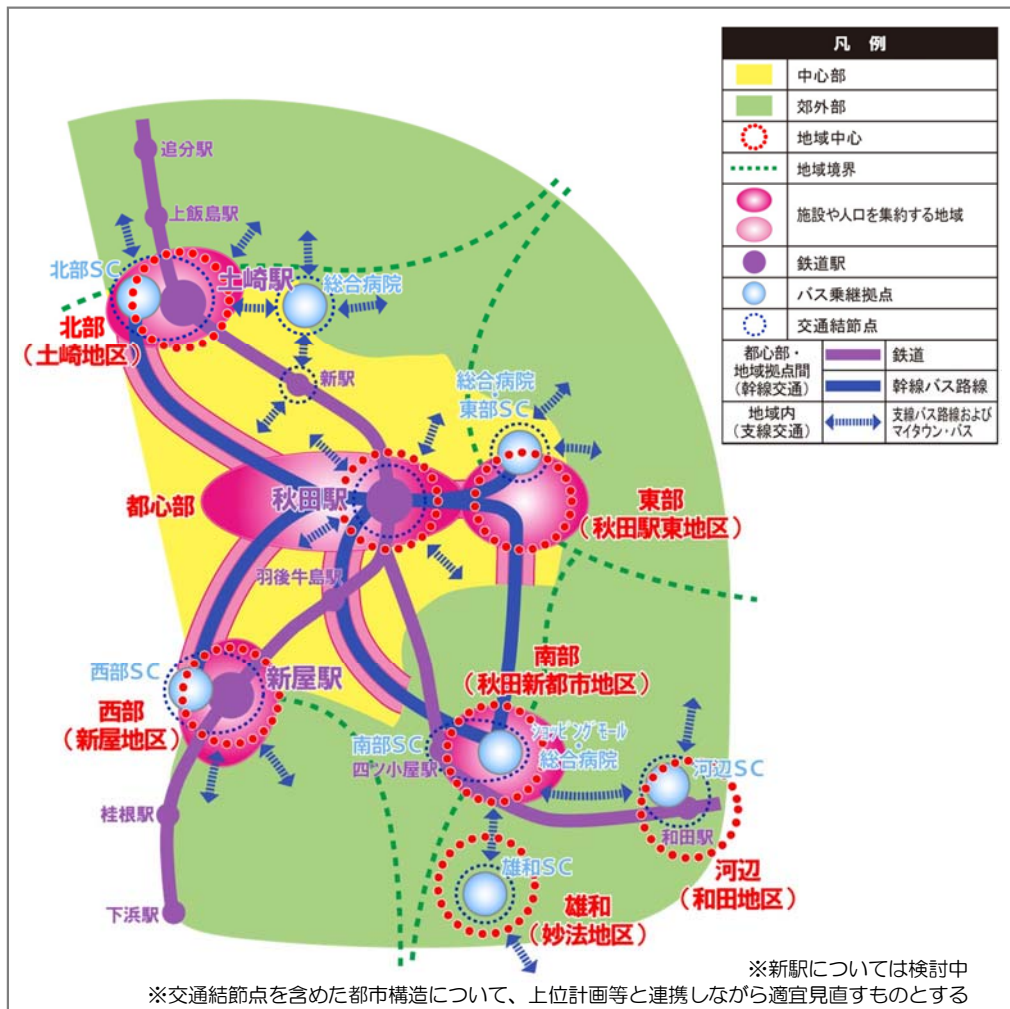 凡 例
中心部
郊外部
地域中心
地域境界
施設や人口を集約する地域
鉄道駅
バス乗継拠点
交通結節点
都心部・
地域拠点間
(幹線交通)
鉄道
幹線バス路線
地域内
(支線交通)
支線バス路線および
マイタウン・バス
追分駅
上飯島駅
北部SC
土崎駅
総合病院
北部
(土崎地区)
新駅
総合病院
・
東部SC
都心部
秋田駅
東部
(秋田駅東地区)
羽後牛島駅
西部SC
新屋駅
西部
(新屋地区)
南部
(秋田新都市地区)
南部SC
四ツ小屋駅
ショッピングモール
・
総合病院
河辺SC
和田駅
河辺
(和田地区)
桂根駅
下浜駅
雄和SC
雄和
(妙法地区)
※新駅については検討中
※交通結節点を含めた都市構造について、上位計画等と連携しながら適宜見直すものとする